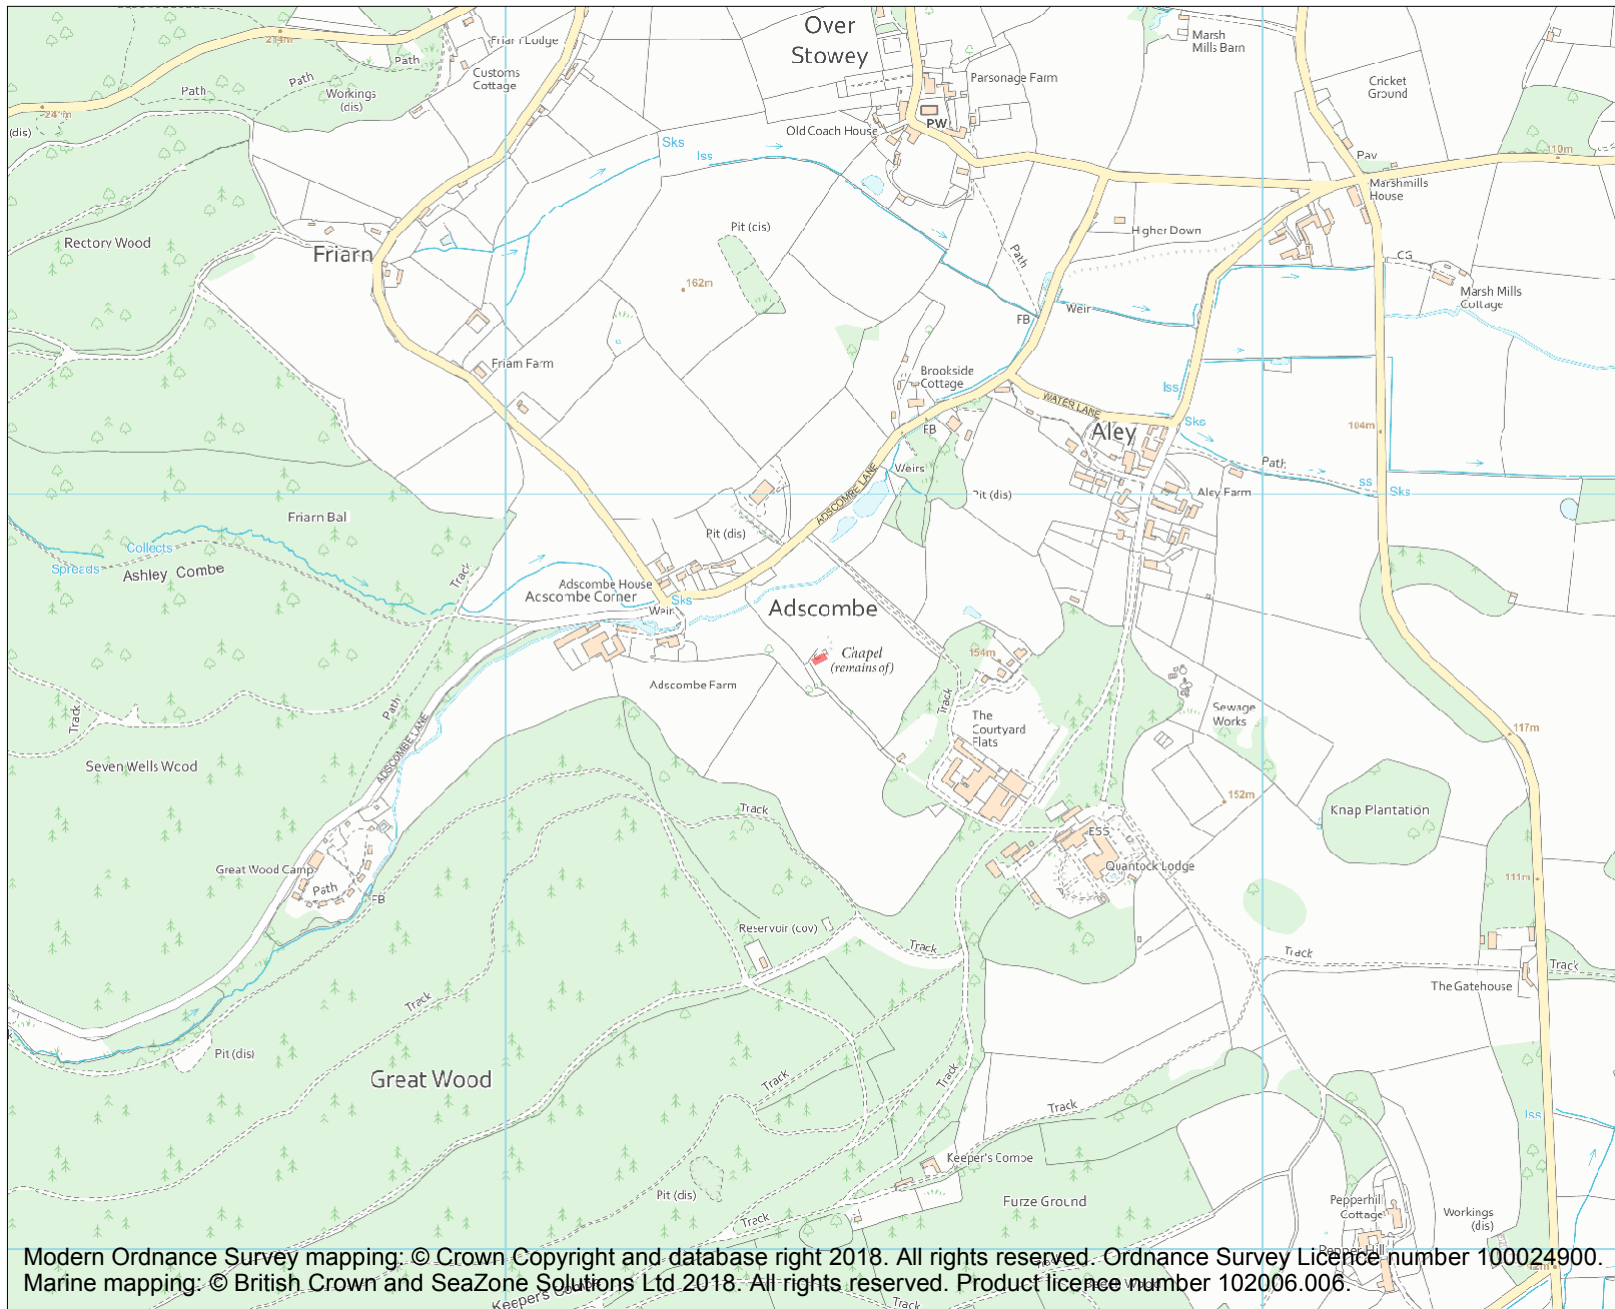 Over
Stowey
Marsh
Mills Barn
Friarn Lodge
214m
Path
Customs
Cottage
Path
Path
Workings
(dis)
Parsonage Farm
Cricket
Ground
241m
(dis)
PW
Old Coach House
Sks
Iss
Pav
110m
Marshmills
House
Rectory Wood
Friarn
Pit (dis)
Higher Down
Path
CG
162m
Marsh Mills
Cottage
Weir
FB
Friarn Farm
Brookside
Cottage
Iss
WATER LANE
Sks
FB
Aley
104m
Path
Weirs
ADSCOMBE LANE
Pit (dis)
Aley Farm
ss
Sks
Friarn Bal
Pit (dis)
Collects
Spreads
Ashley Combe
Track
Adscombe House
Adscombe Corner
Sks
Weir
Adscombe
154m
Chapel
(remains of)
Adscombe Farm
Track
Path
Track
The
Courtyard
Flats
Sewage
Works
117m
ADSCOMBE LANE
Seven Wells Wood
152m
Track
Knap Plantation
ESS
Quantock Lodge
Great Wood Camp
Path
FB
111m
Reservoir (cov)
Track
Track
Track
The Gatehouse
Track
Pit (dis)
Great Wood
Track
Track
Track
Keeper's Combe
Iss
Pit (dis)
Furze Ground
Pepperhill
Cottage
Workings
(dis)
Track
Pepper Hill
Modern Ordnance Survey mapping: © Crown Copyright and database right 2018. All rights reserved. Ordnance Survey Licence number 100024900.
Marine mapping: © British Crown and SeaZone Solutions Ltd 2018. All rights reserved. Product licence number 102006.006.
Keeper's Combe
Track